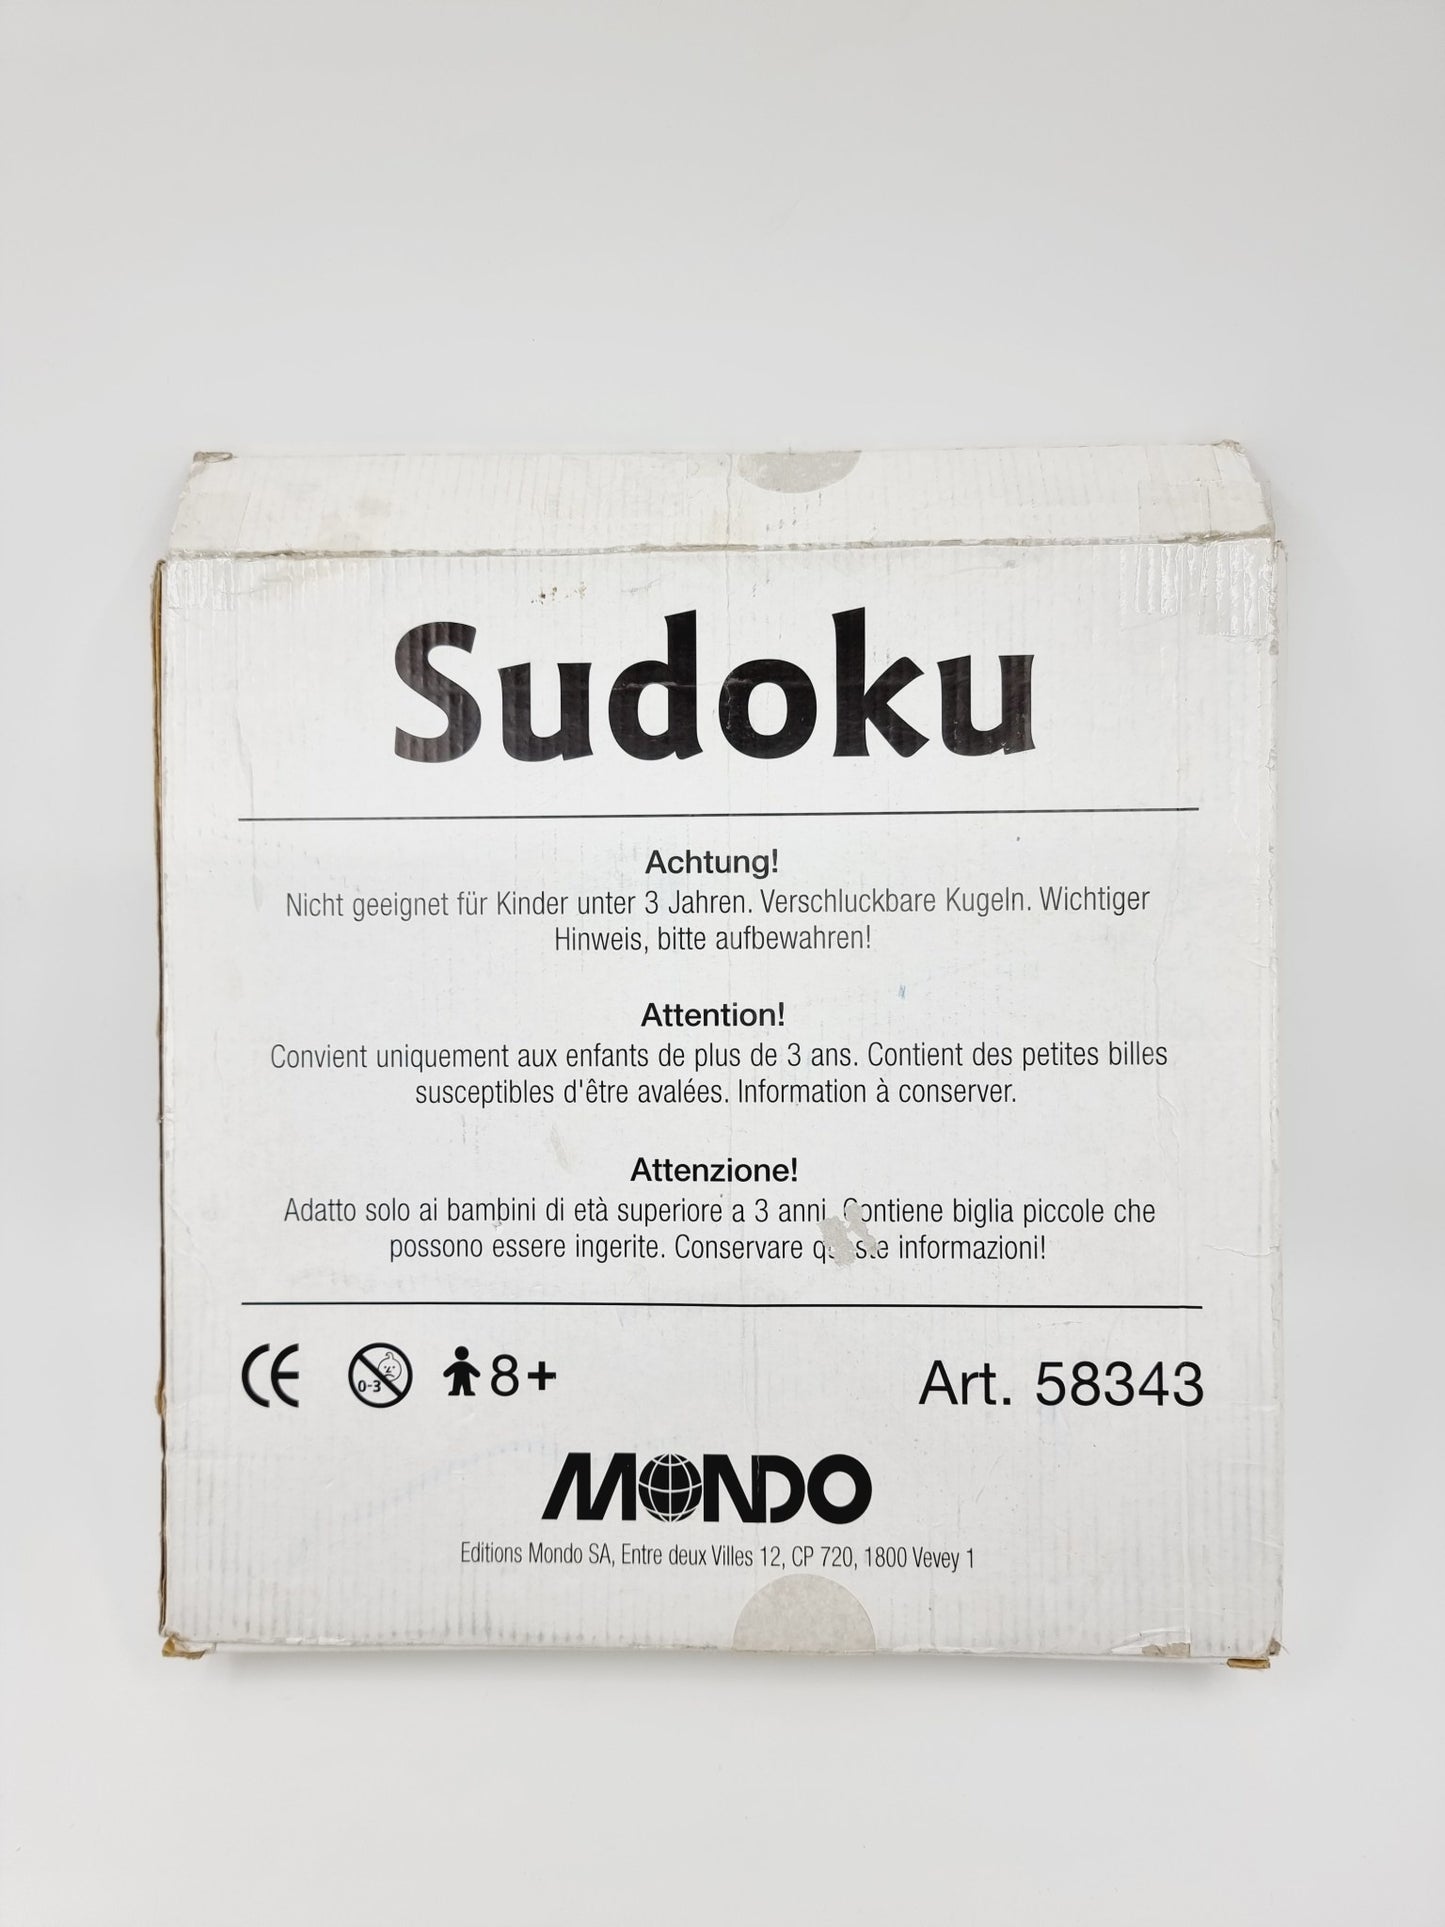 Sudoku
Achtung!
Nicht geeignet für Kinder unter 3 Jahren. Verschluckbare Kugeln. Wichtiger
Hinweis, bitte aufbewahren!
Attention!
Convient uniquement aux enfants de plus de 3 ans. Contient des petites billes
susceptibles d'être avalées. Information à conserver.
Attenzione!
Adatto solo ai bambini di età superiore a 3 anni. Contiene biglia piccole che
possono essere ingerite. Conservare queste informazioni!
CE 0-3 8+ Art. 58343
MONDO
Editions Mondo SA, Entre deux Villes 12, CP 720, 1800 Vevey 1